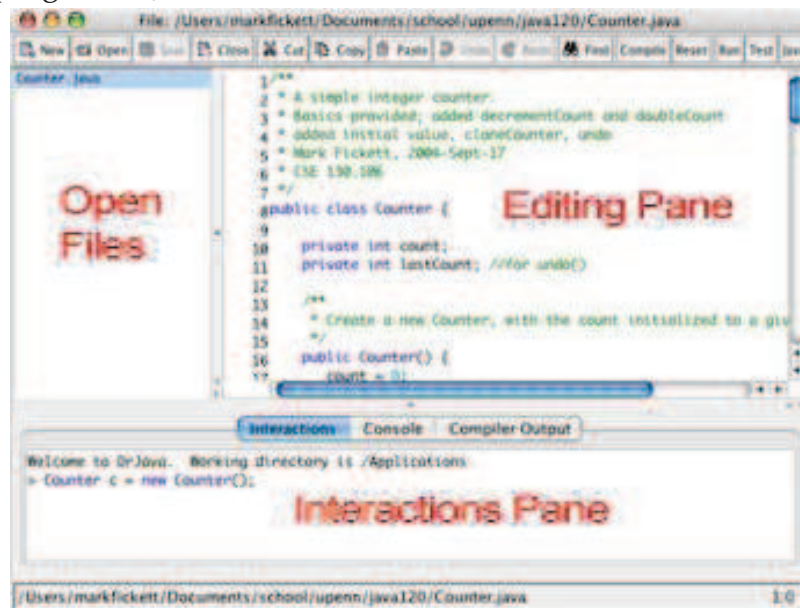 File: /Users/markfickett/Documents/school/upenn/java120/Counter.java
New Open Save Close Cut Copy Paste Undo Redo Find Compile Reset Run Test Java
Counter.java
1 /**
2 * A simple integer counter.
3 * Basics provided; added decrementCount and doubleCount
4 * added initial value, cloneCounter, undo
5 * Mark Fickett, 2004-Sept-17
6 * CSE 130.106
7 */
8 public class Counter {
9
10 private int count;
11 private int lastCount; //for undo()
12
13 /**
14 * Create a new Counter, with the count initialized to a giv
15 */
16 public Counter() {
17 count = 0;
Open
Files
Editing Pane
Interactions Console Compiler Output
Welcome to DrJava. Working directory is /Applications
> Counter c = new Counter();
Interactions Pane
/Users/markfickett/Documents/school/upenn/java120/Counter.java 1:0